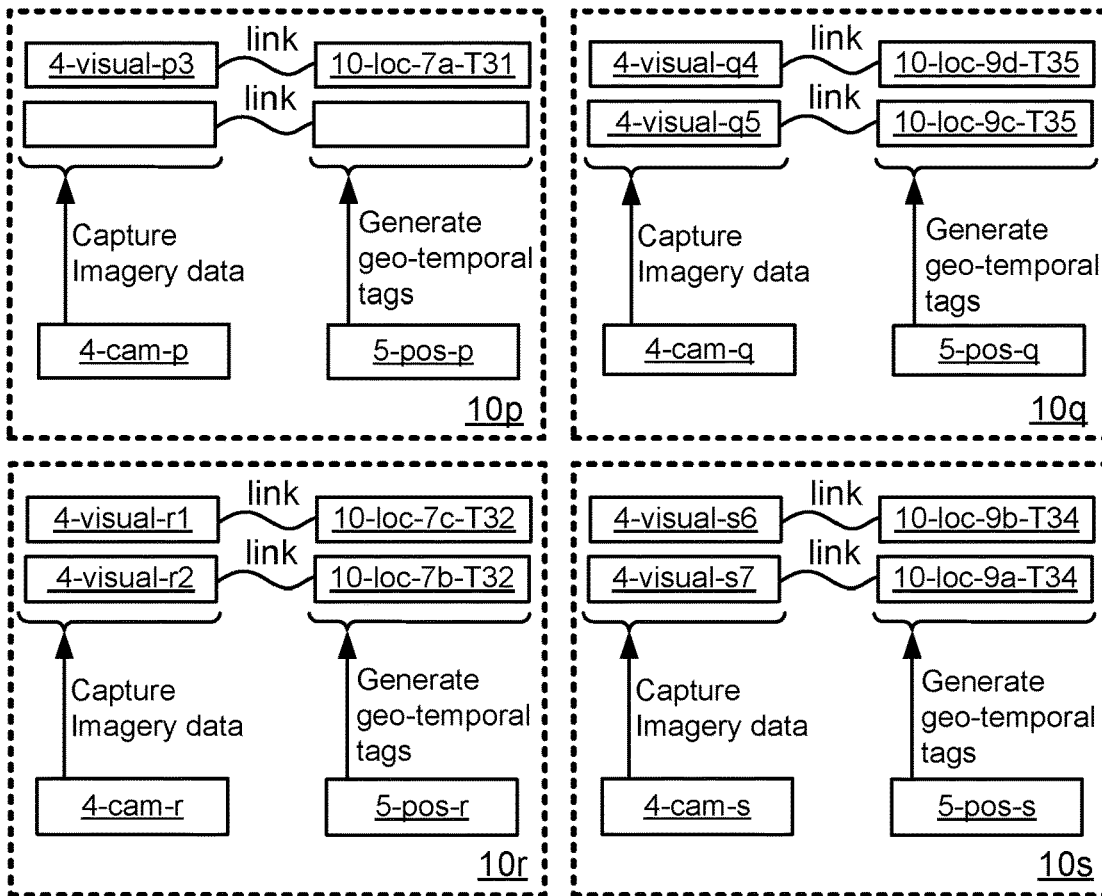 4-visual-p3 link 10-loc-7a-T31
link
Capture
Imagery data
Generate
geo-temporal
tags
4-cam-p
5-pos-p
10p
4-visual-q4 link 10-loc-9d-T35
4-visual-q5 link 10-loc-9c-T35
Capture
Imagery data
Generate
geo-temporal
tags
4-cam-q
5-pos-q
10q
4-visual-r1 link 10-loc-7c-T32
4-visual-r2 link 10-loc-7b-T32
Capture
Imagery data
Generate
geo-temporal
tags
4-cam-r
5-pos-r
10r
4-visual-s6 link 10-loc-9b-T34
4-visual-s7 link 10-loc-9a-T34
Capture
Imagery data
Generate
geo-temporal
tags
4-cam-s
5-pos-s
10s